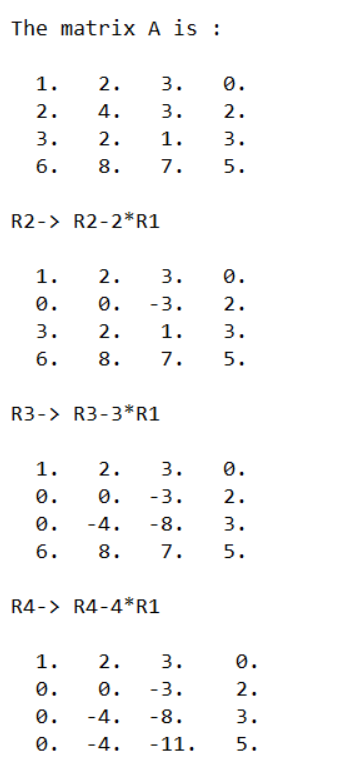 The matrix A is :
1. 2. 3. 0.
2. 4. 3. 2.
3. 2. 1. 3.
6. 8. 7. 5.
R2-> R2-2*R1
1. 2. 3. 0.
0. 0. -3. 2.
3. 2. 1. 3.
6. 8. 7. 5.
R3-> R3-3*R1
1. 2. 3. 0.
0. 0. -3. 2.
0. -4. -8. 3.
6. 8. 7. 5.
R4-> R4-4*R1
1. 2. 3. 0.
0. 0. -3. 2.
0. -4. -8. 3.
0. -4. -11. 5.